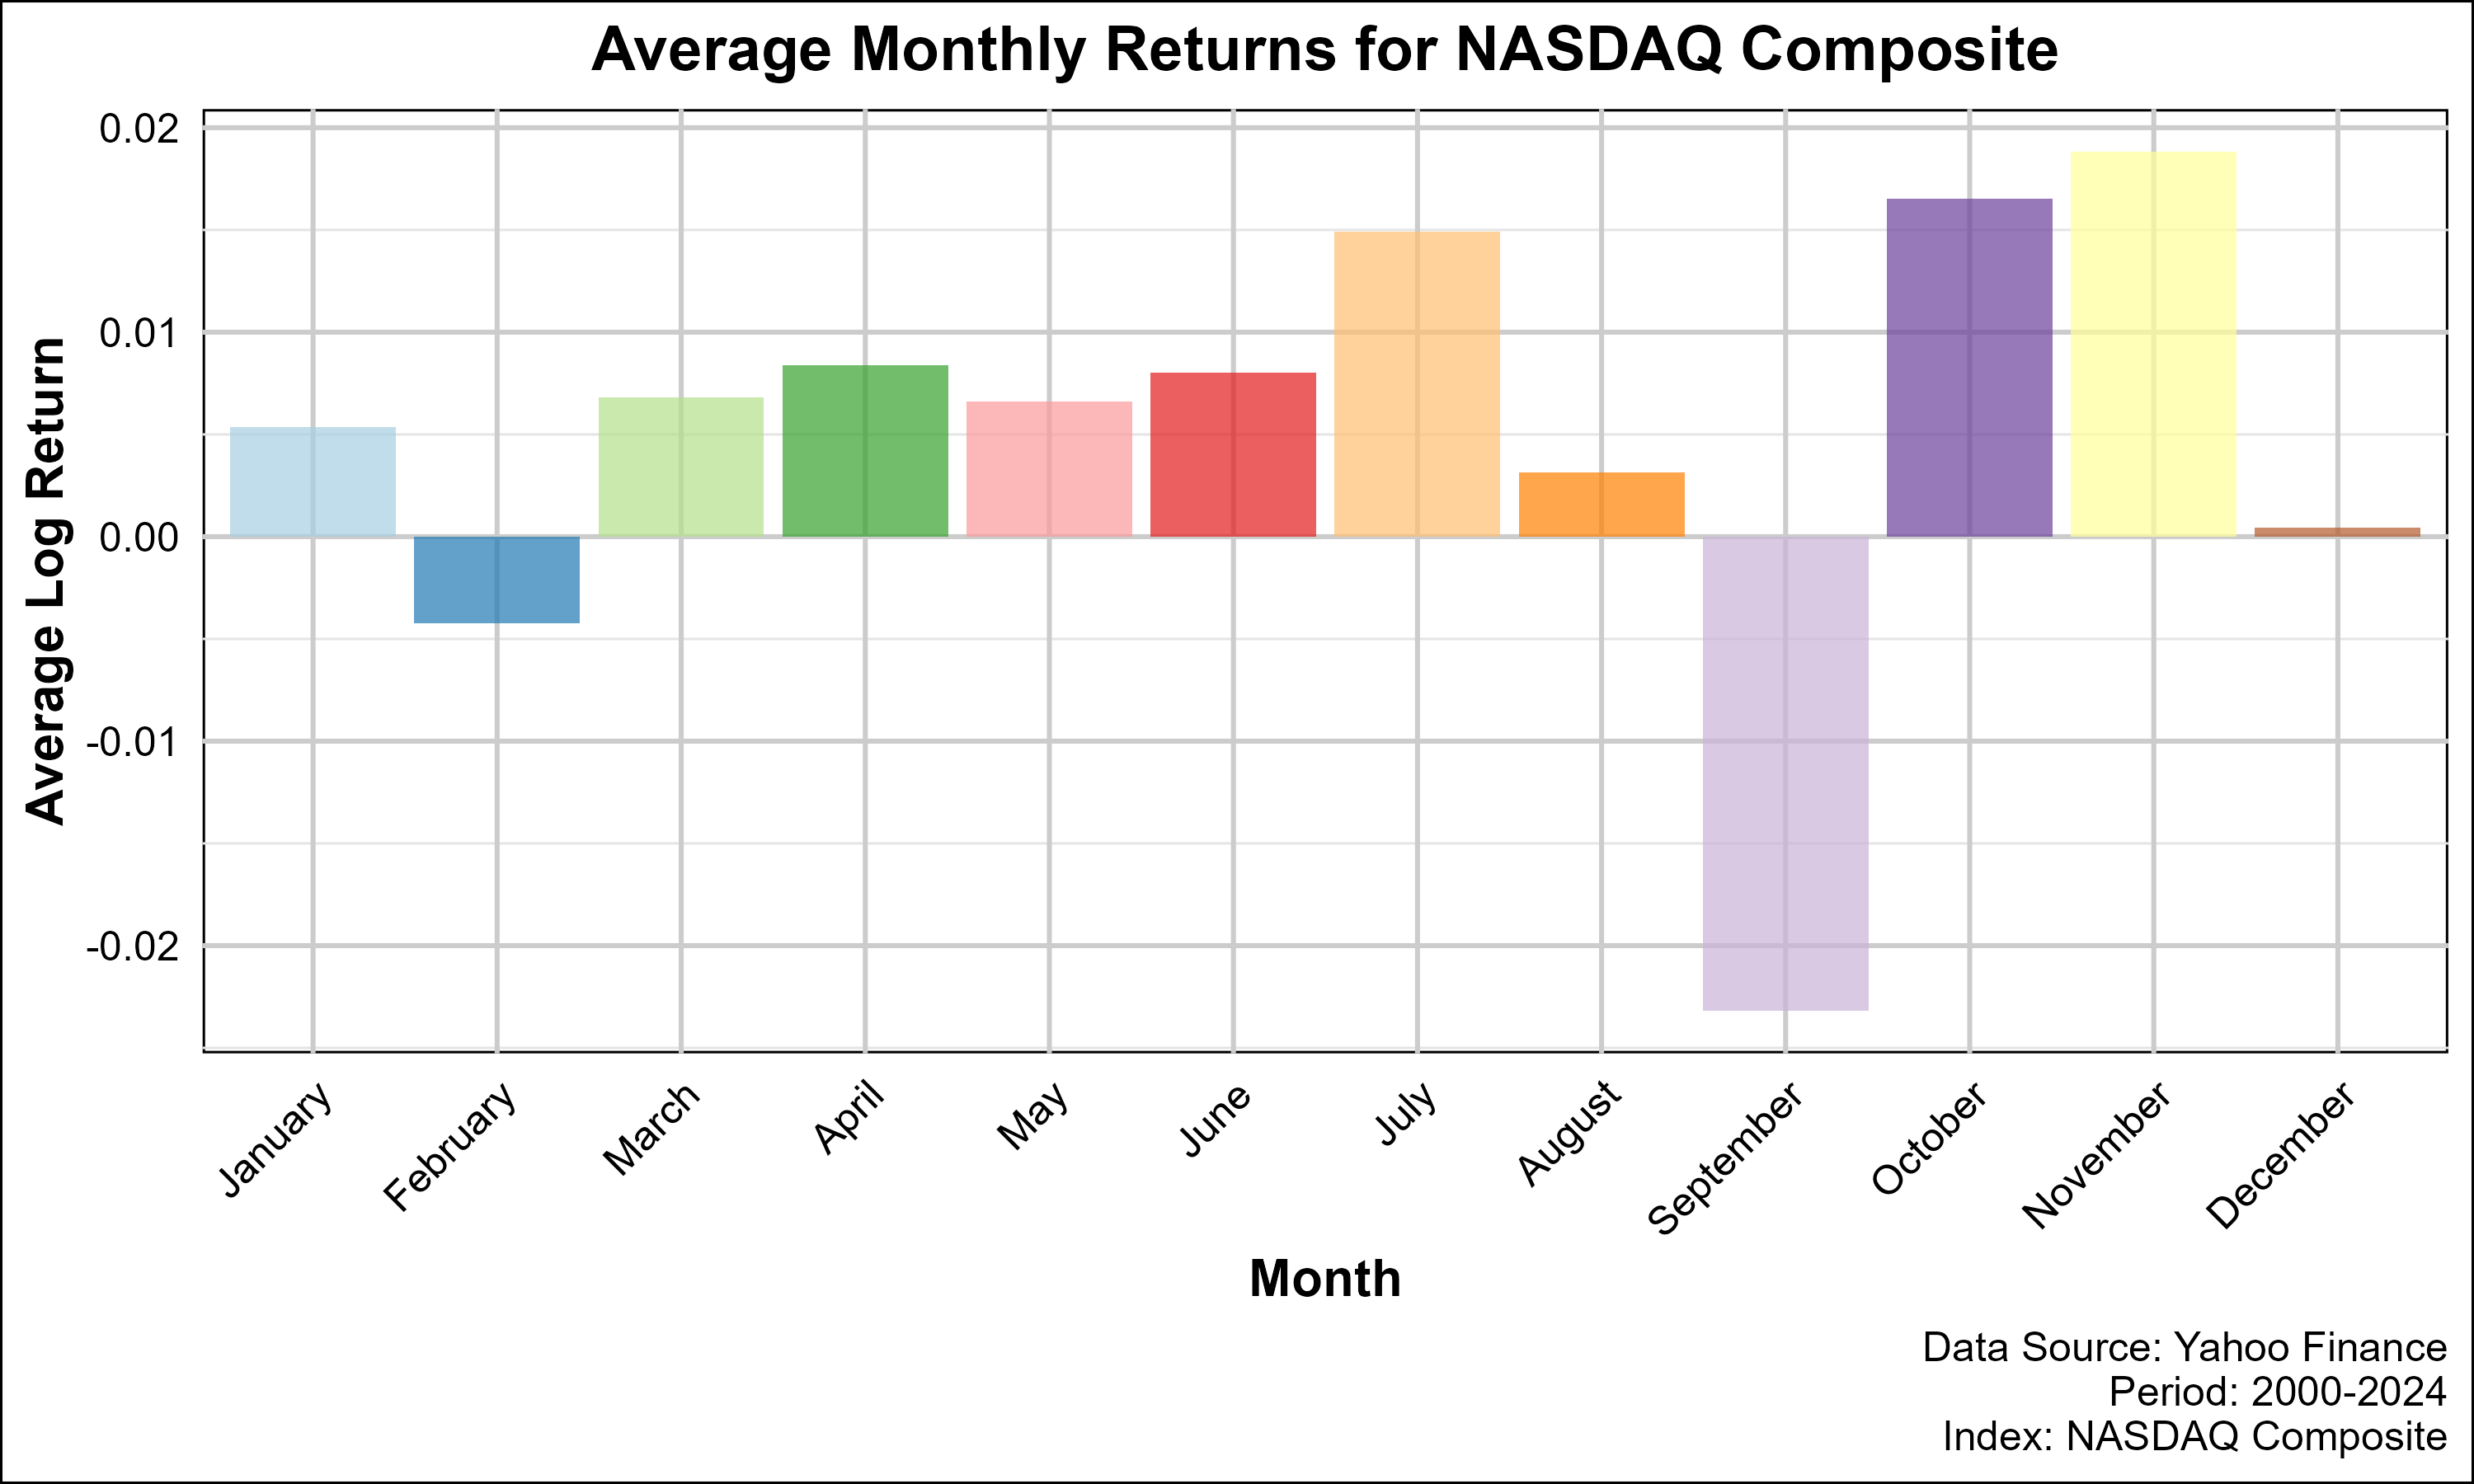 Average Monthly Returns for NASDAQ Composite
Average Log Return
0.02
0.01
0.00
-0.01
-0.02
January
February
March
April
May
June
July
August
September
October
November
December
Month
Data Source: Yahoo Finance
Period: 2000-2024
Index: NASDAQ Composite